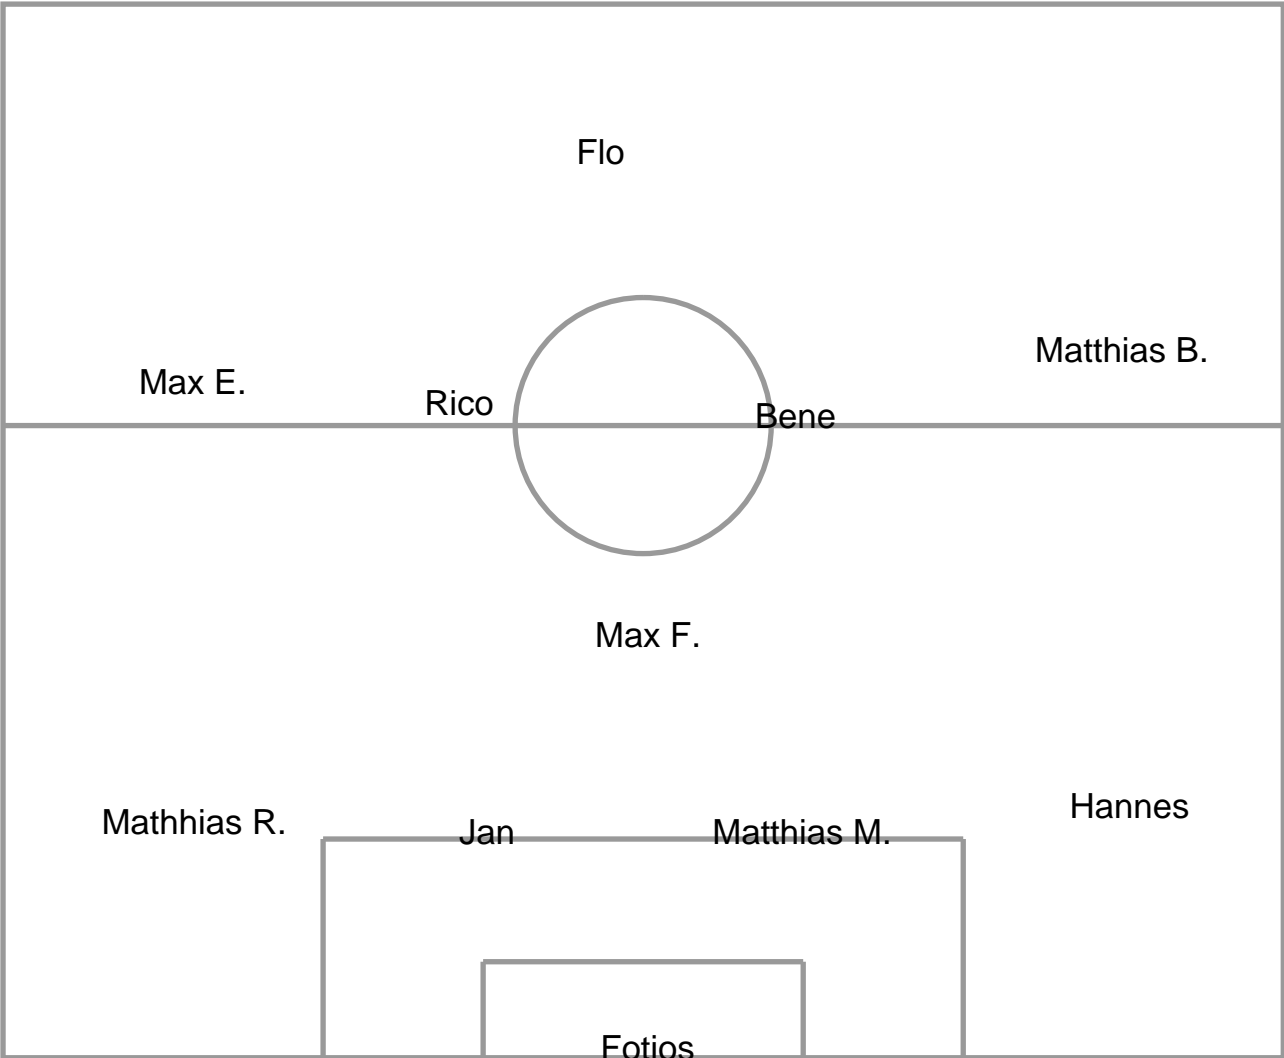 Flo
Matthias B.
Max E.
Rico
Bene
Max F.
Hannes
Mathhias R.
Jan
Matthias M.
Fotios